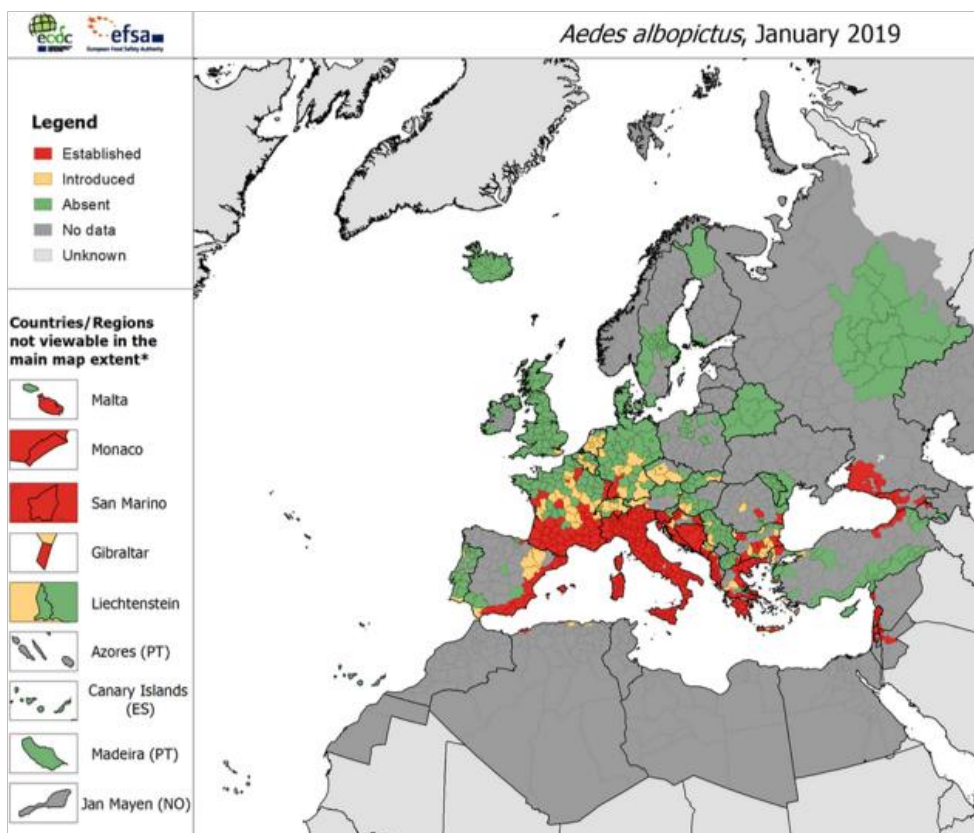 ecdc
efsa
European Food Safety Authority
Aedes albopictus, January 2019
Legend
Established
Introduced
Absent
No data
Unknown
Countries/Regions
not viewable in the
main map extent*
Malta
Monaco
San Marino
Gibraltar
Liechtenstein
Azores (PT)
Canary Islands
(ES)
Madeira (PT)
Jan Mayen (NO)